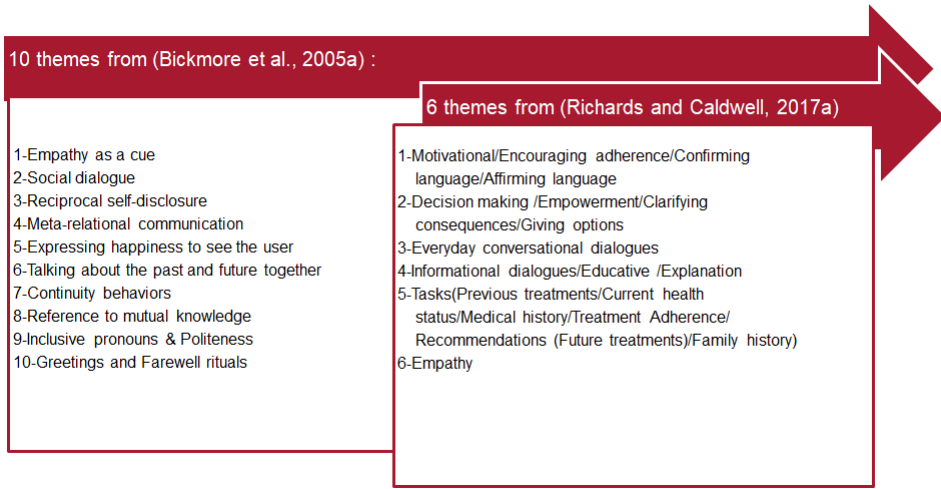 10 themes from (Bickmore et al., 2005a) :
1-Empathy as a cue
2-Social dialogue
3-Reciprocal self-disclosure
4-Meta-relational communication
5-Expressing happiness to see the user
6-Talking about the past and future together
7-Continuity behaviors
8-Reference to mutual knowledge
9-Inclusive pronouns & Politeness
10-Greetings and Farewell rituals
6 themes from (Richards and Caldwell, 2017a)
1-Motivational/Encouraging adherence/Confirming
language/Affirming language
2-Decision making /Empowerment/Clarifying
consequences/Giving options
3-Everyday conversational dialogues
4-Informational dialogues/Educative /Explanation
5-Tasks(Previous treatments/Current health
status/Medical history/Treatment Adherence/
Recommendations (Future treatments)/Family history)
6-Empathy